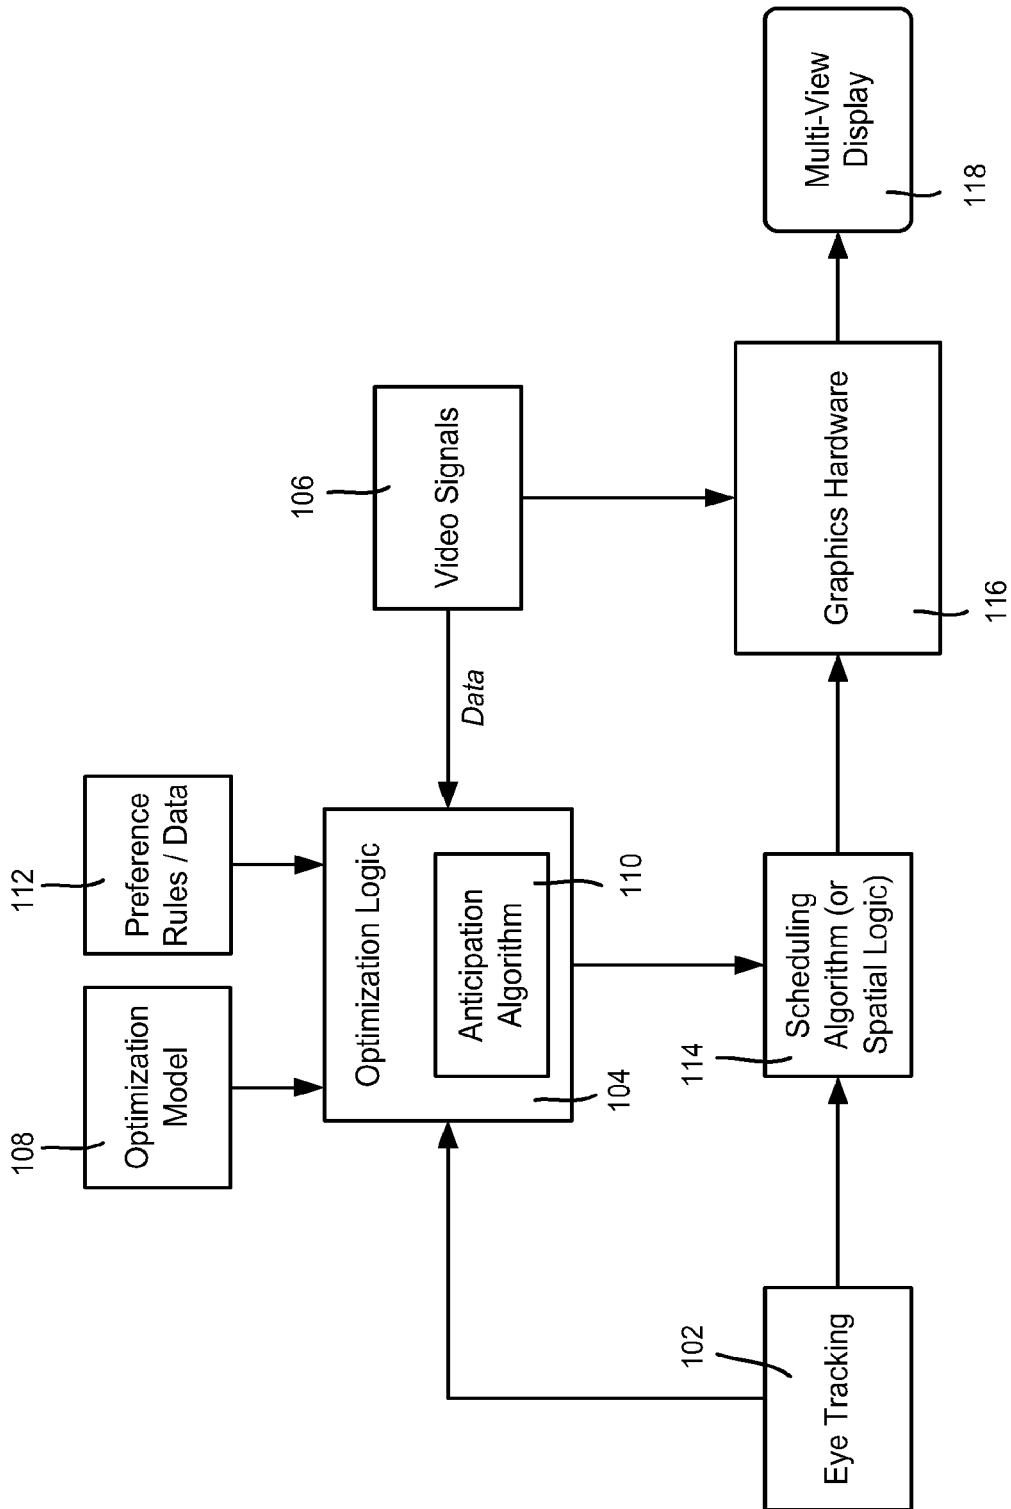 108
Optimization
Model
112
Preference
Rules / Data
106
Video Signals
Data
Optimization Logic
Anticipation
Algorithm
104
110
102
Eye Tracking
114
Scheduling
Algorithm (or
Spatial Logic)
Graphics Hardware
116
Multi-View
Display
118